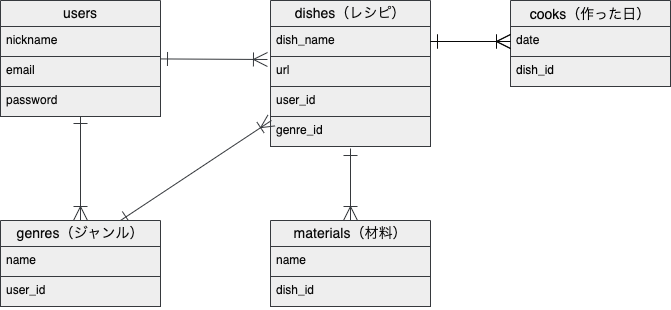 users
nickname
email
password
dishes（レシピ）
dish_name
url
user_id
genre_id
cooks（作った日）
date
dish_id
genres（ジャンル）
name
user_id
materials（材料）
name
dish_id